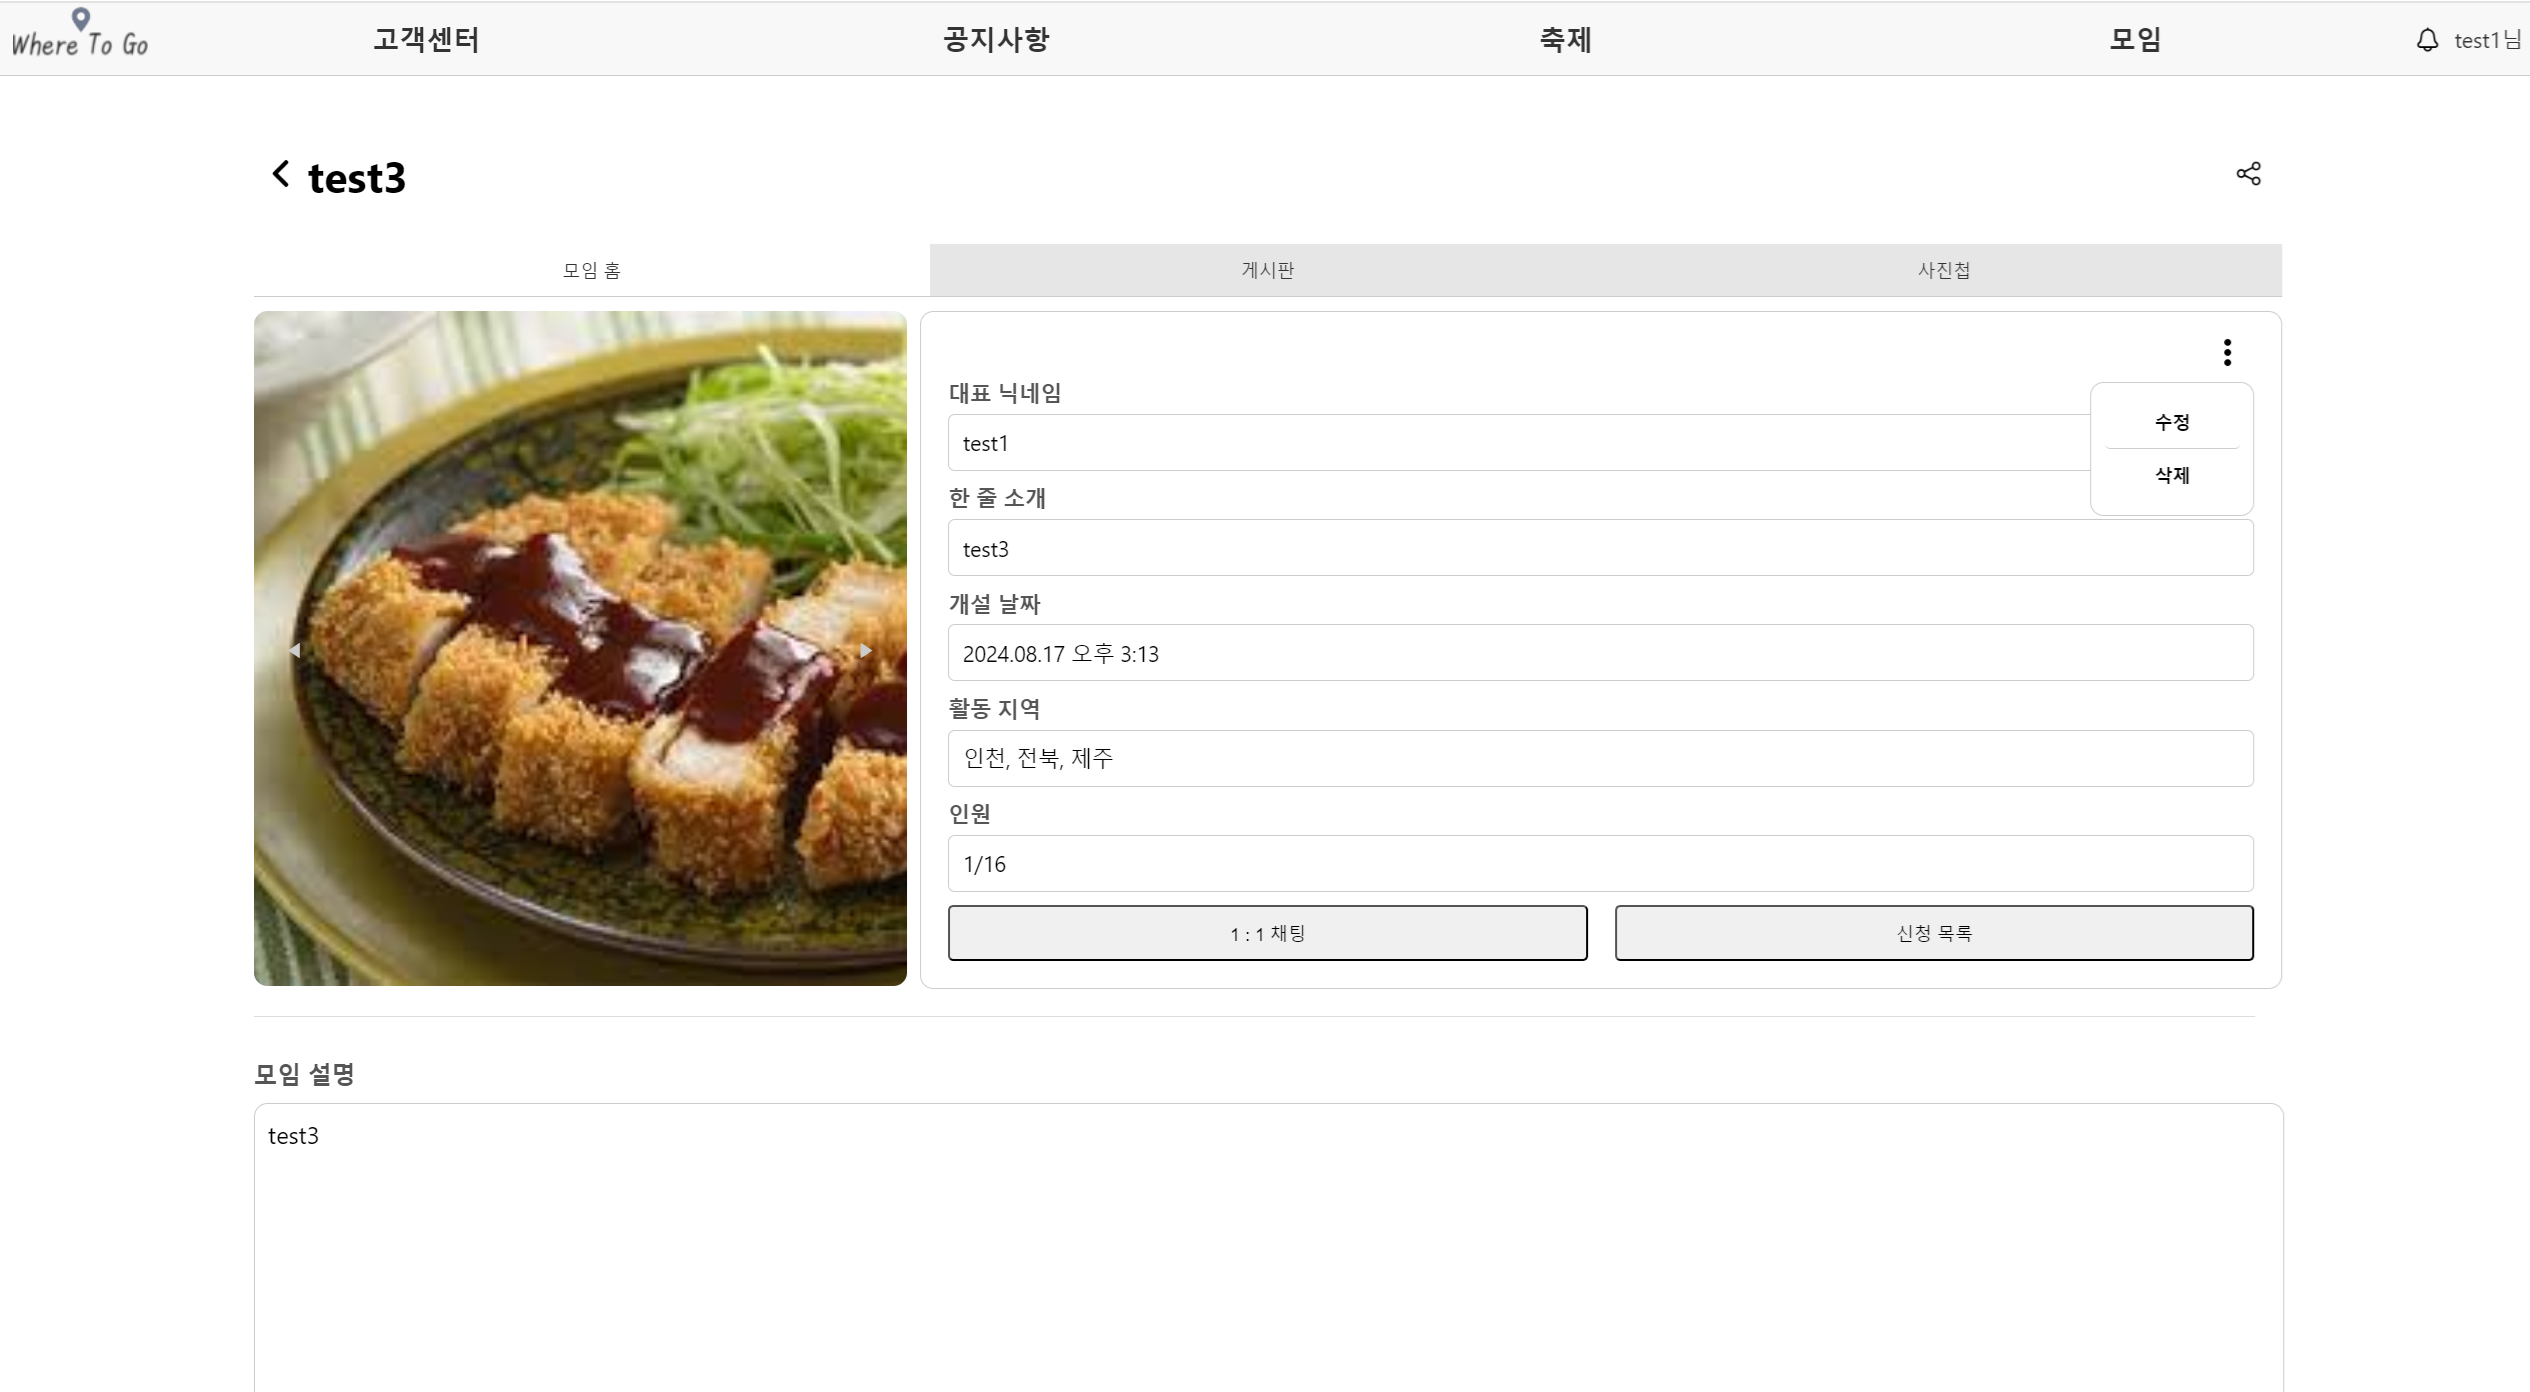 Where To Go
고객센터
공지사항
축제
모임
test1님
test3
모임 홈
게시판
사진첩
대표 닉네임
test1
수정
삭제
한 줄 소개
test3
개설 날짜
2024.08.17 오후 3:13
활동 지역
인천, 전북, 제주
인원
1/16
1 : 1 채팅
신청 목록
모임 설명
test3